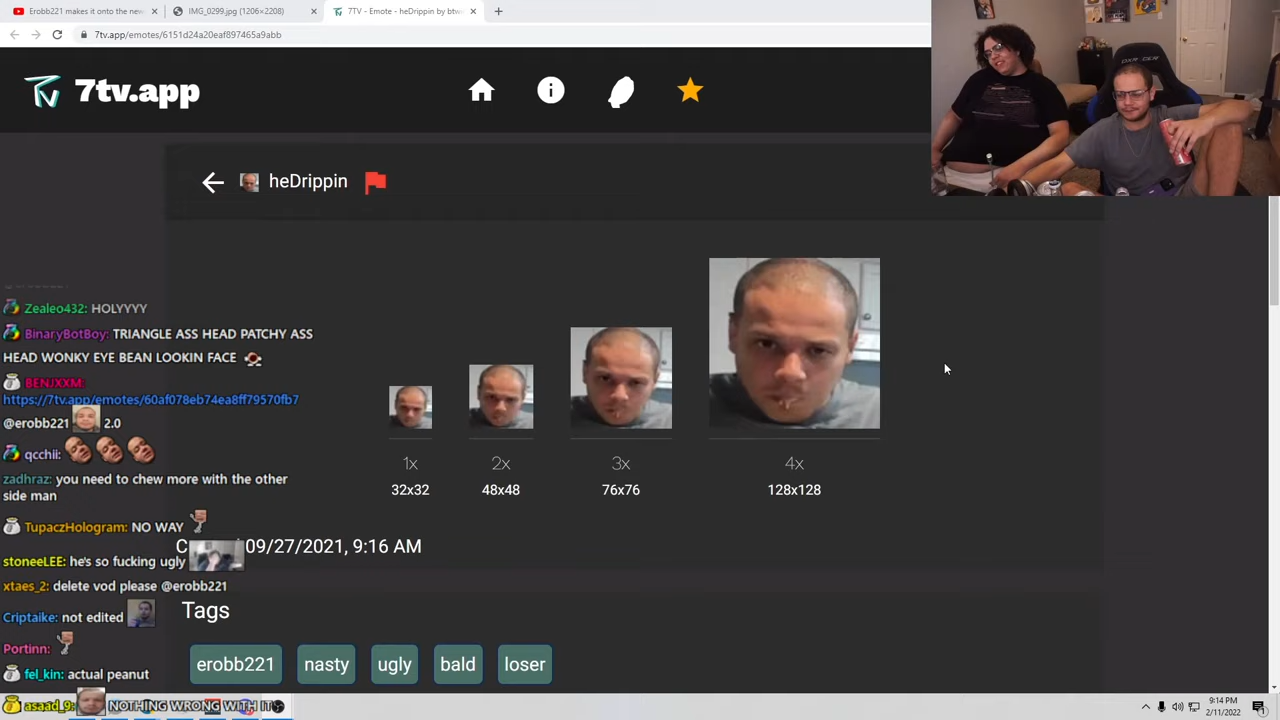 Erobb221 makes it onto the new
IMG_0299.jpg (1206×2208)
7TV - Emote - heDrippin by btw
7tv.app/emotes/6151d24a20eaf897465a9abb
7tv.app
heDrippin
Zealeo432: HOLYYYY
BinaryBotBoy: TRIANGLE ASS HEAD PATCHY ASS
HEAD WONKY EYE BEAN LOOKIN FACE
BENJXXM:
https://7tv.app/emotes/60af078eb74ea8ff79570fb7
@erobb221 2.0
qcchii:
zadhraz: you need to chew more with the other
side man
TupaczHologram: NO WAY
stoneeLEE: he's so fucking ugly
xtaes_2: delete vod please @erobb221
Criptaike: not edited
Portinn:
fel_kin: actual peanut
asaad_9: NOTHING WRONG WITH IT
1x
2x
3x
4x
32x32
48x48
76x76
128x128
09/27/2021, 9:16 AM
Tags
erobb221
nasty
ugly
bald
loser
DXRACER
9:14 PM
2/11/2022